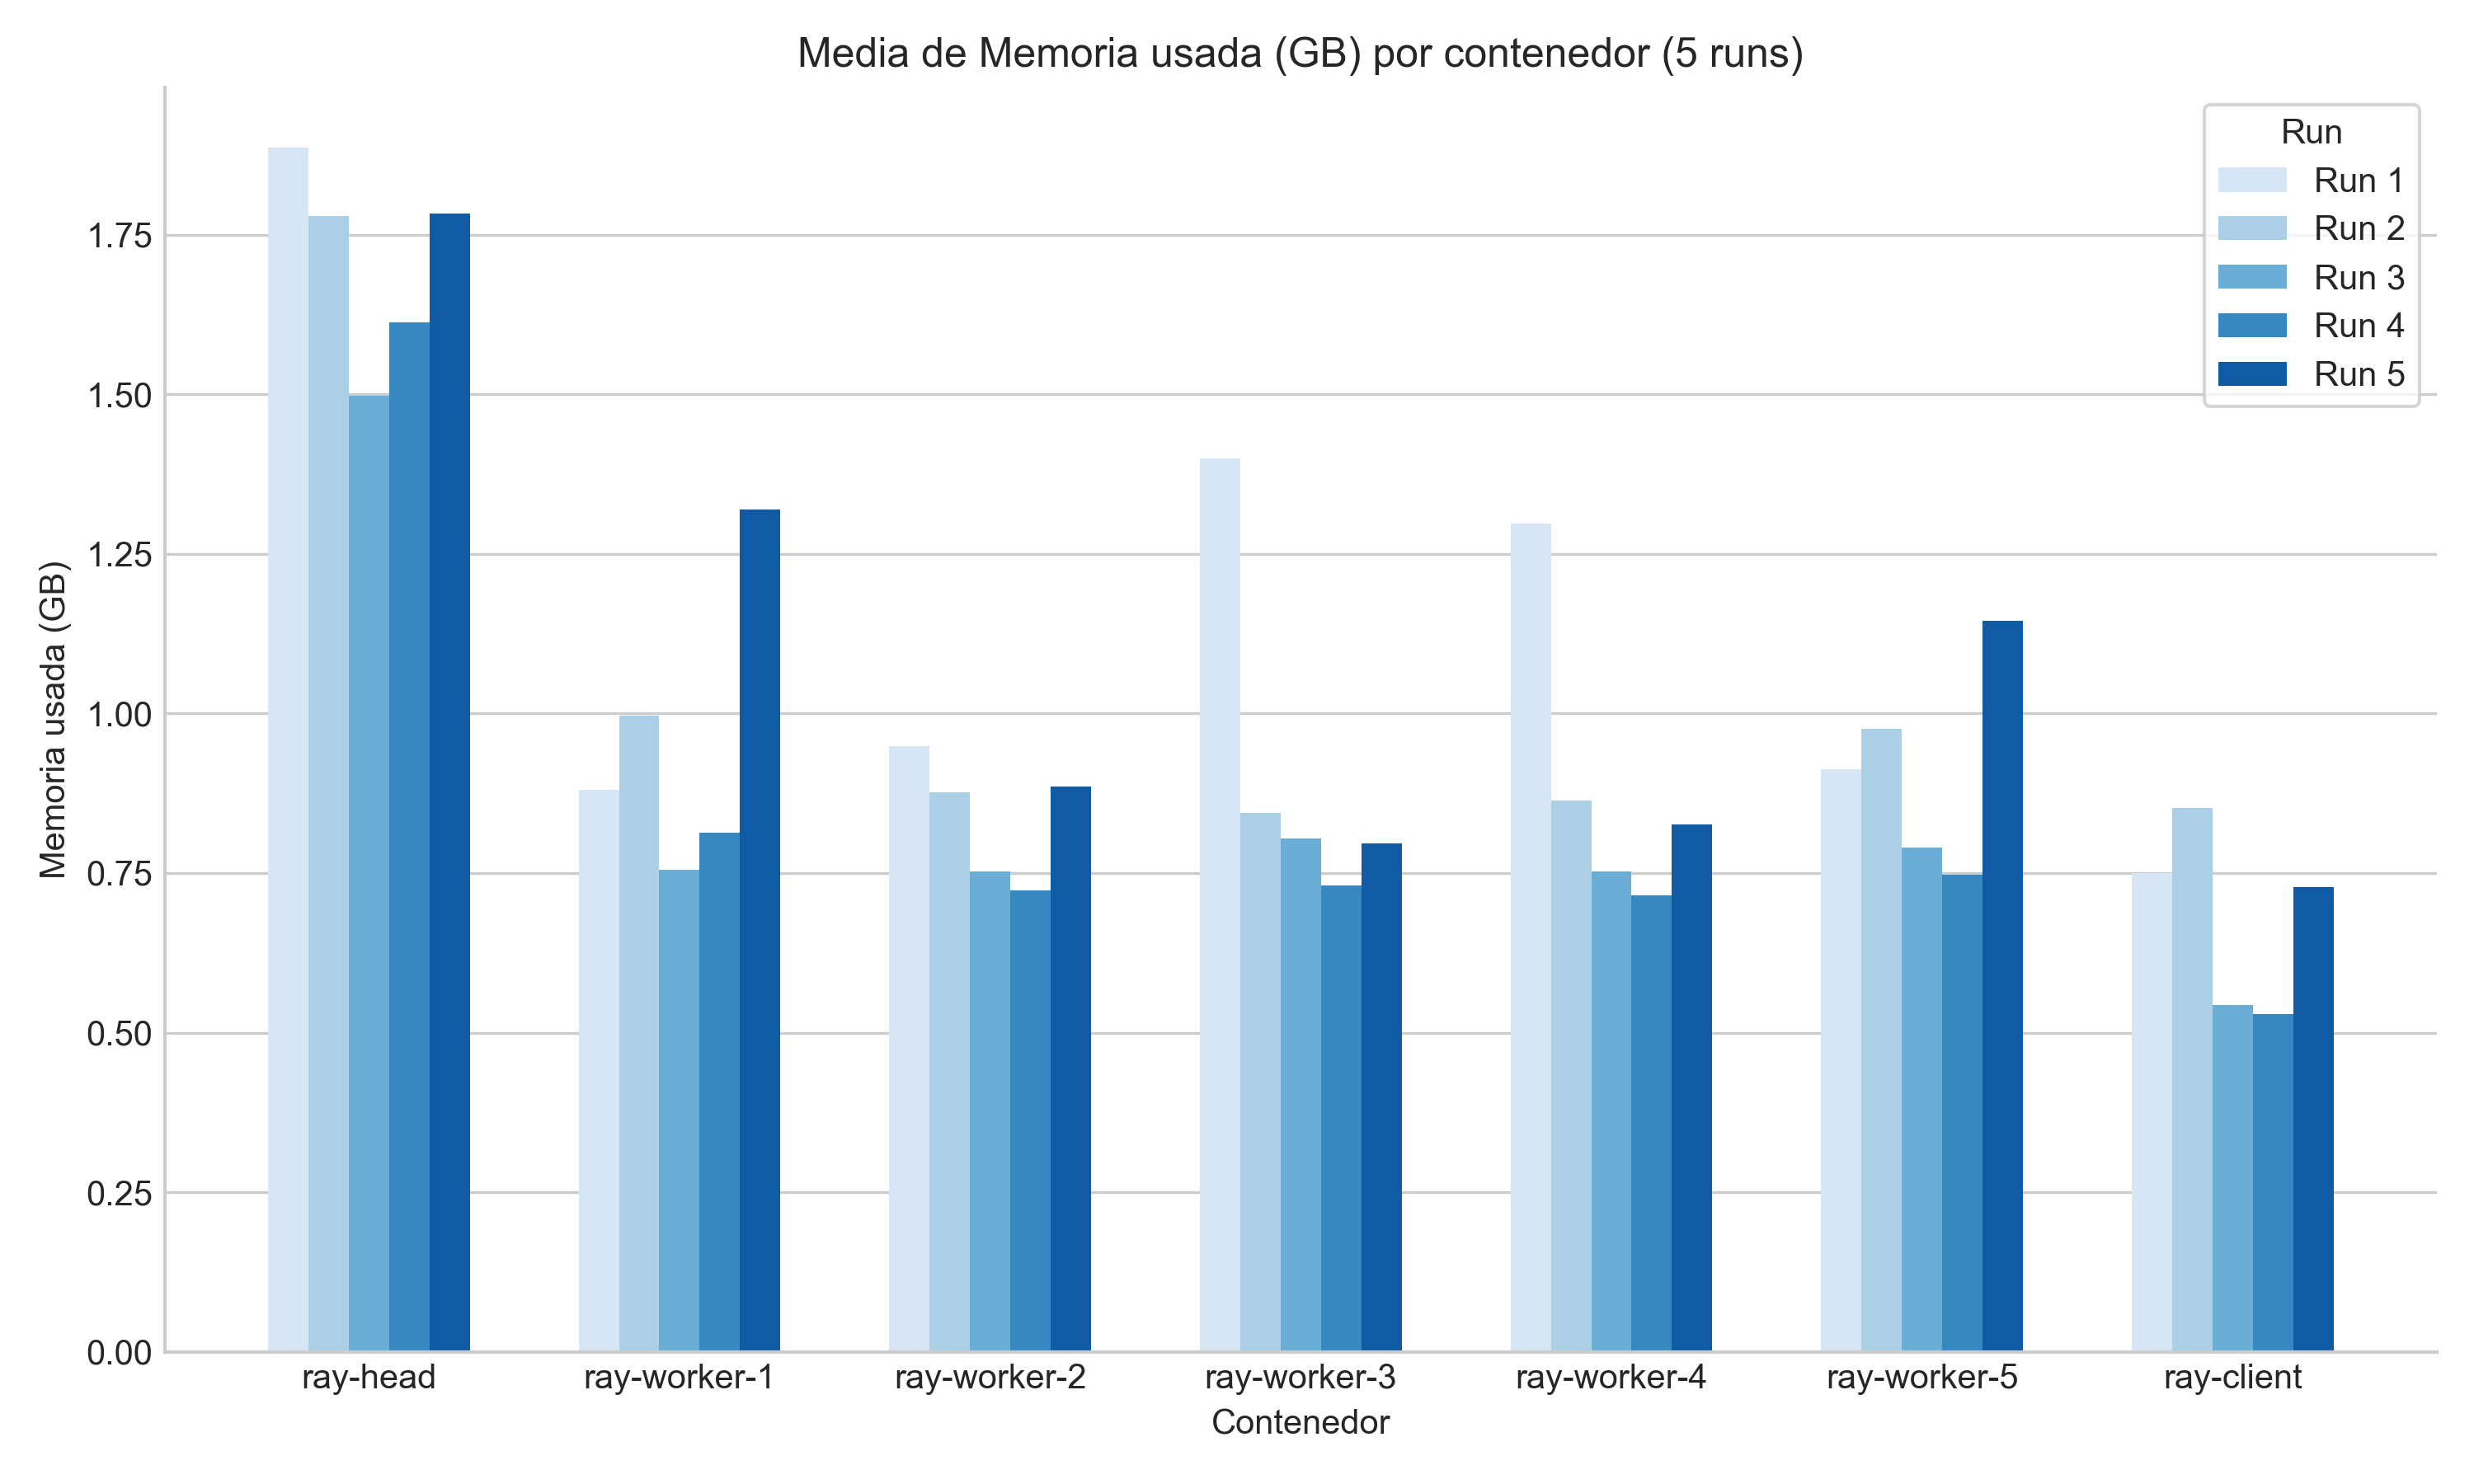 Media de Memoria usada (GB) por contenedor (5 runs)
Run
Run 1
Run 2
Run 3
Run 4
Run 5
Memoria usada (GB)
1.75
1.50
1.25
1.00
0.75
0.50
0.25
0.00
ray-head
ray-worker-1
ray-worker-2
ray-worker-3
ray-worker-4
ray-worker-5
ray-client
Contenedor